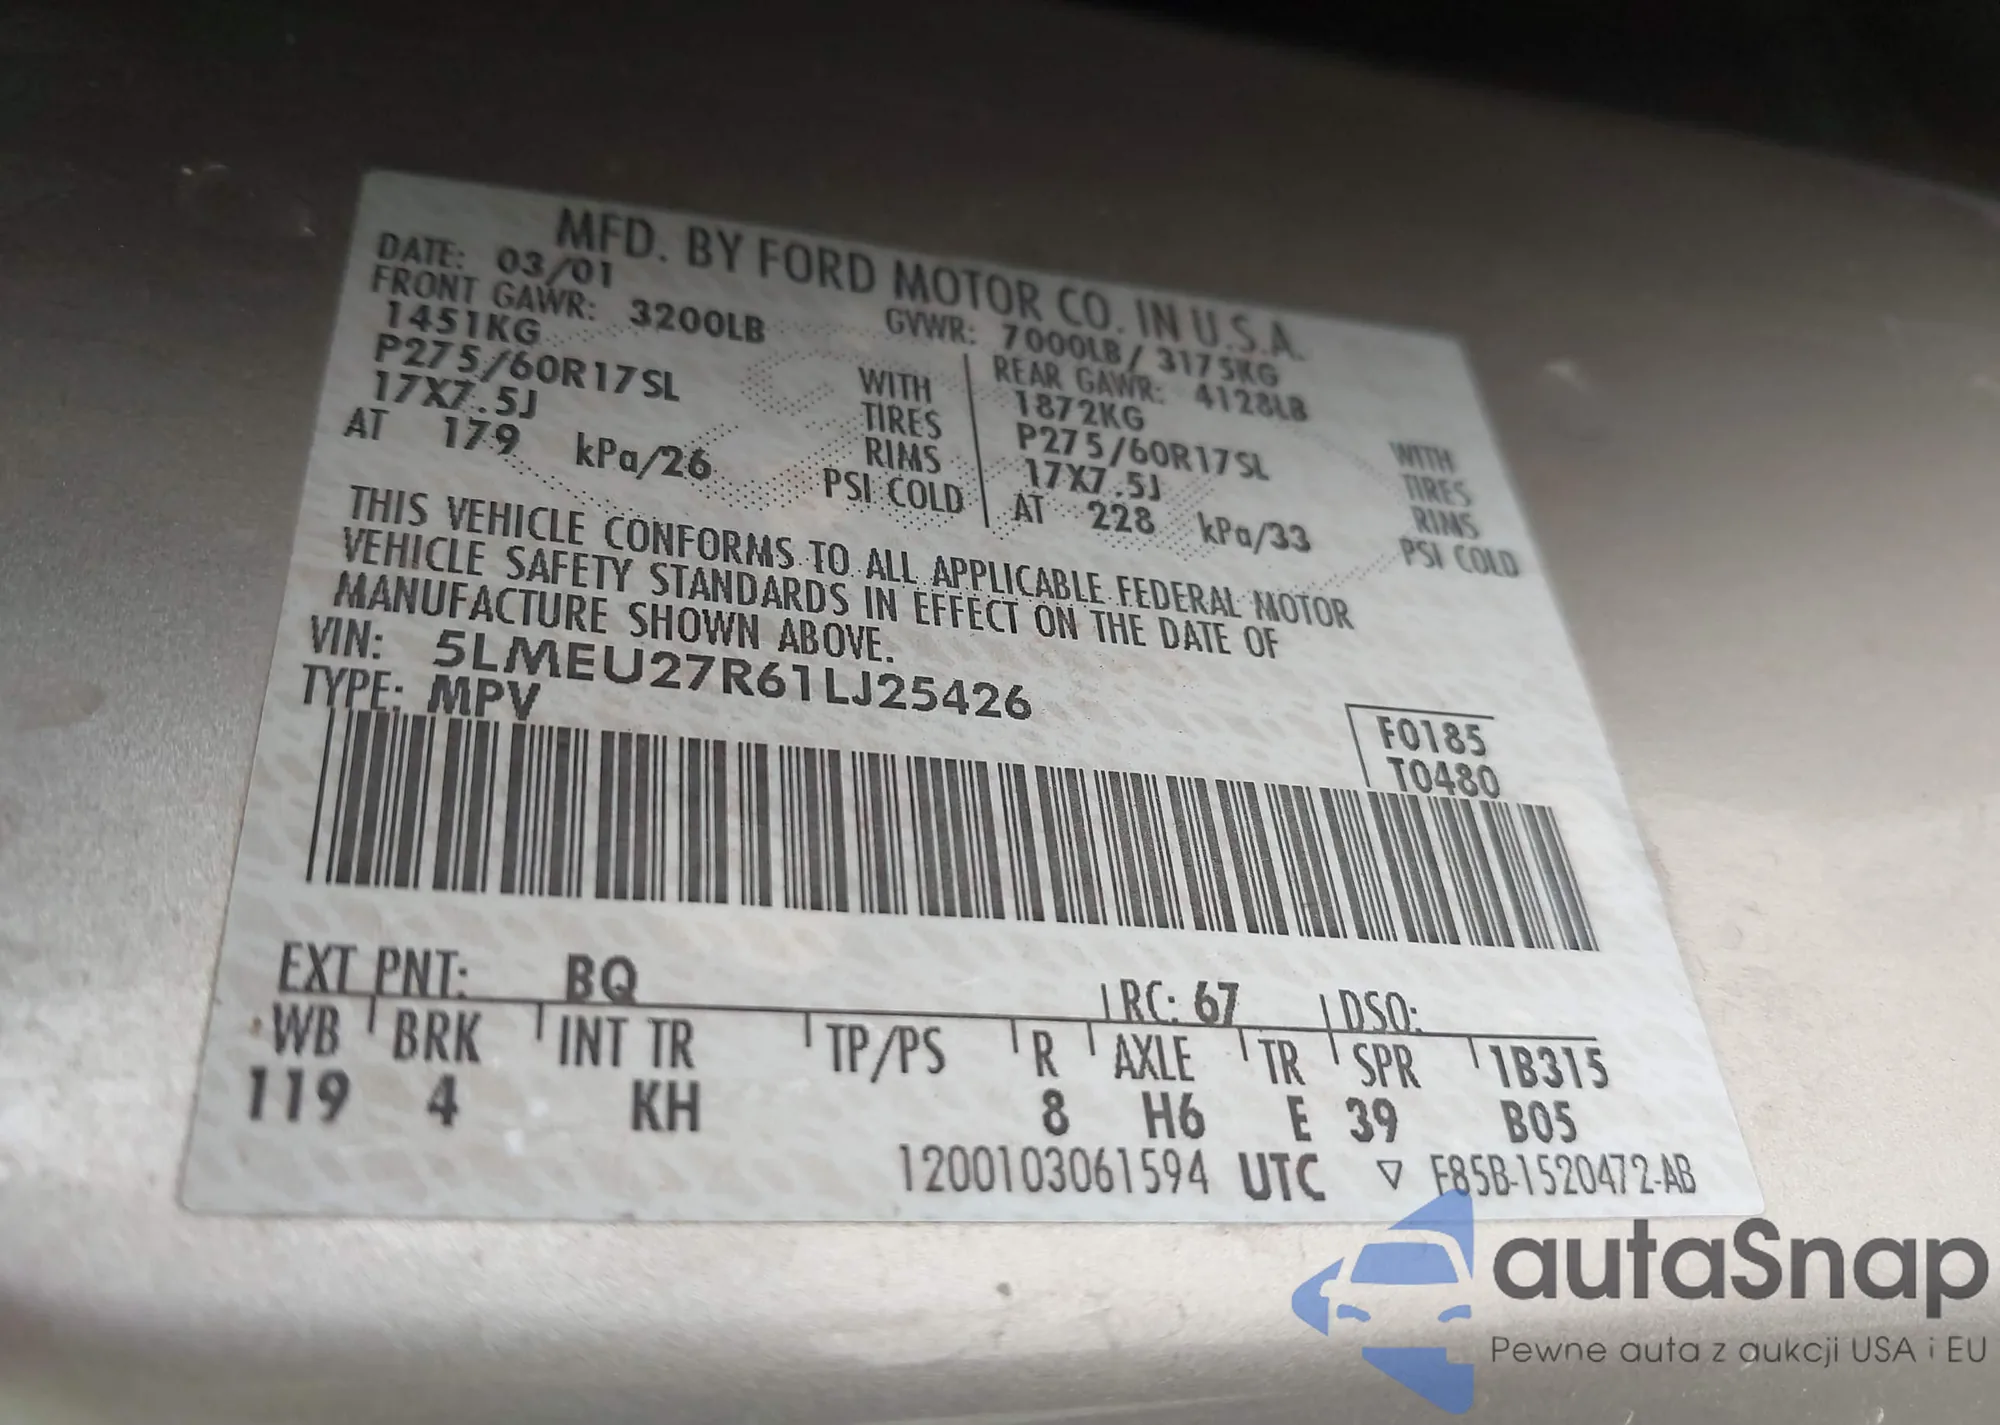 MFD. BY FORD MOTOR CO. IN U.S.A.
DATE: 03/01 GVWR: 7000LB / 3175KG
FRONT GAWR: 3200LB REAR GAWR: 4128LB
1451KG WITH 1872KG WITH
P275/60R17SL TIRES P275/60R17SL TIRES
17X7.5J RIMS 17X7.5J RIMS
AT 179 kPa/26 PSI COLD AT 228 kPa/33 PSI COLD
THIS VEHICLE CONFORMS TO ALL APPLICABLE FEDERAL MOTOR
VEHICLE SAFETY STANDARDS IN EFFECT ON THE DATE OF
MANUFACTURE SHOWN ABOVE.
VIN: 5LMEU27R61LJ25426
TYPE: MPV
F0185
T0480
EXT PNT: BQ RC: 67 DSO:
WB BRK INT TR TP/PS R AXLE TR SPR 1B315
119 4 KH 8 H6 E 39 B05
1200103061594 UTC ▽ F85B-1520472-AB
autaSnap
Pewne auta z aukcji USA i EU